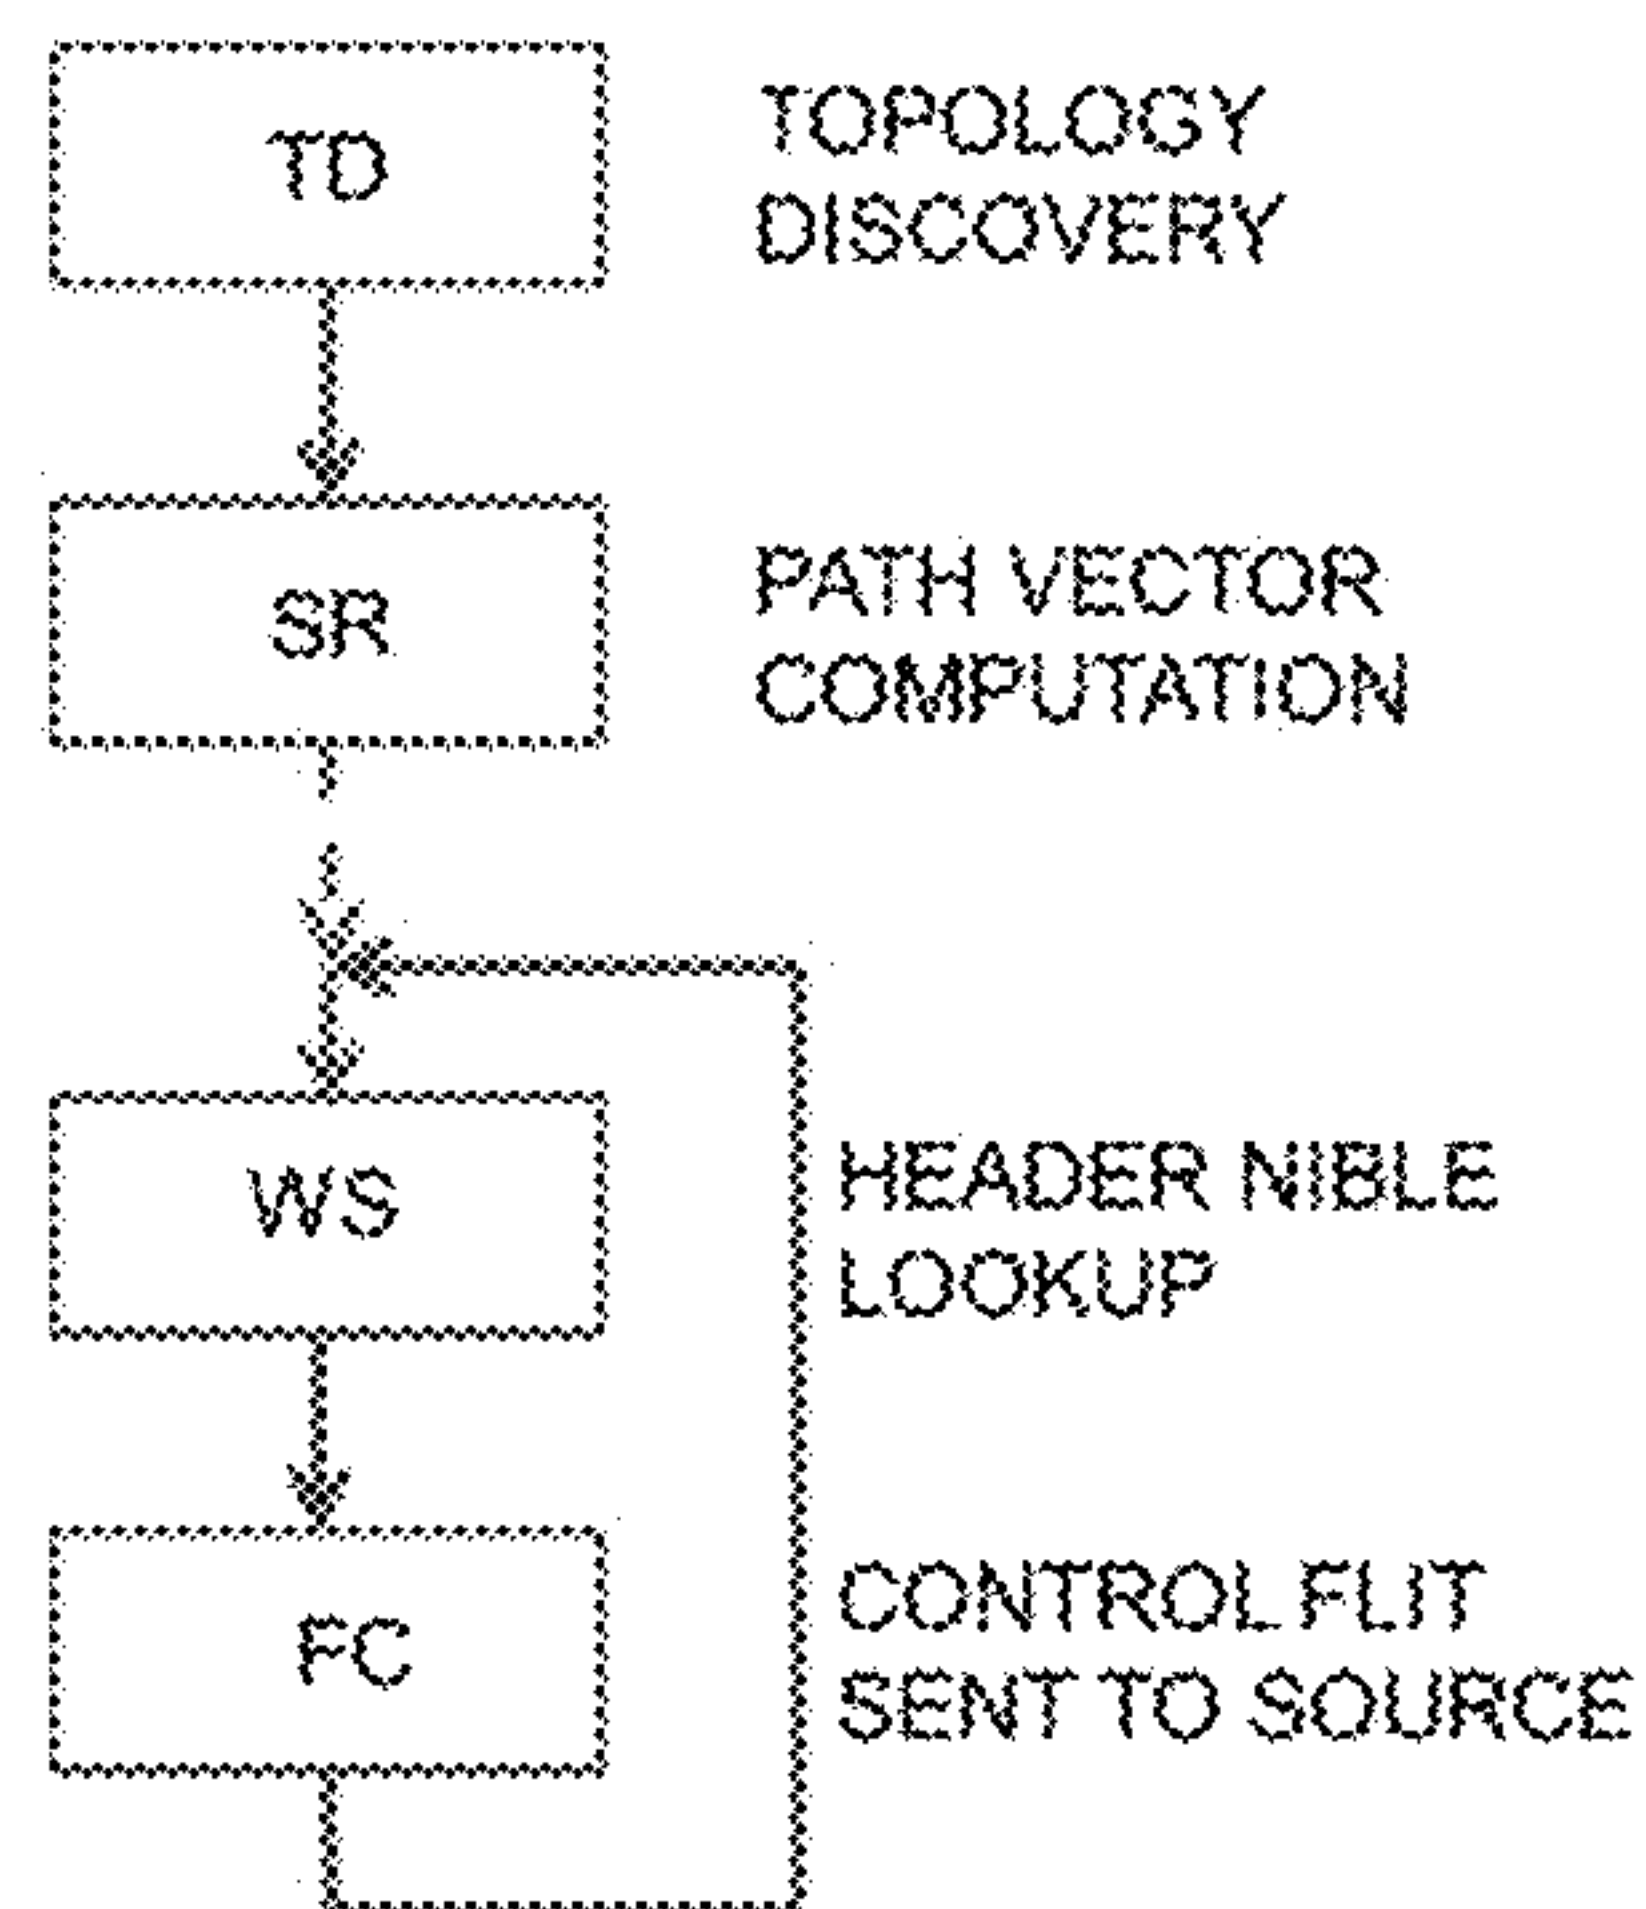 TD
TOPOLOGY
DISCOVERY
SR
PATH VECTOR
COMPUTATION
WS
HEADER NIBLE
LOOKUP
FC
CONTROL FLIT
SENT TO SOURCE